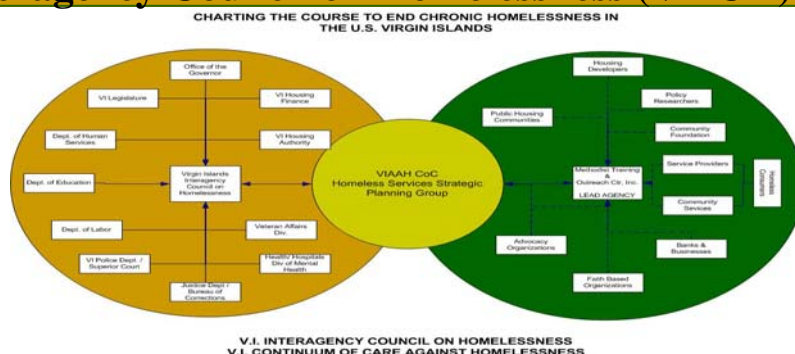 CHARTING THE COURSE TO END CHRONIC HOMELESSNESS IN
THE U.S. VIRGIN ISLANDS
Office of the
Governor
VI Legislature
VI Housing
Finance
Dept. of Human
Services
VI Housing
Authority
Dept. of Education
Virgin Islands
Interagency
Council on
Homelessness
Dept. of Labor
Veteran Affairs
Div.
VI Police Dept. /
Superior Court
Health/ Hospitals
Div of Mental
Health
Justice Dept /
Bureau of
Corrections
VIAAH CoC
Homeless Services Strategic
Planning Group
Housing
Developers
Policy
Researchers
Public Housing
Communities
Community
Foundation
Methodist Training
&
Outreach Ctr, Inc.
LEAD AGENCY
Service Providers
Community
Homeless
Consumers
Advocacy
Organizations
Banks &
Businesses
Faith Based
Organizations
V.I. INTERAGENCY COUNCIL ON HOMELESSNESS
V.I. CONTINUUM OF CARE AGAINST HOMELESSNESS